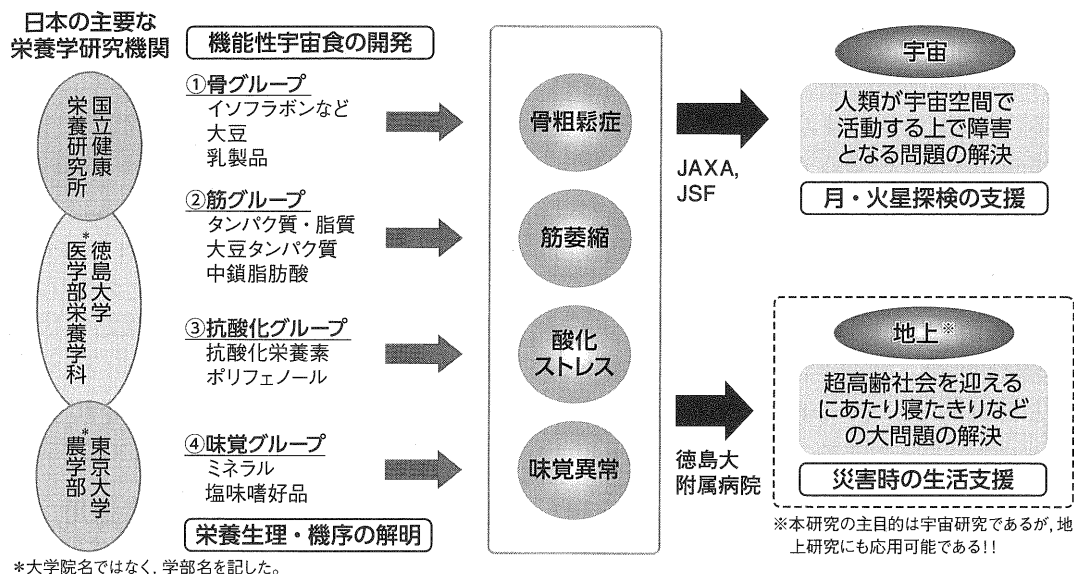 日本の主要な
栄養学研究機関
国立健康
栄養研究所
徳島大学
医学部栄養学科*
東京大学
農学部*
機能性宇宙食の開発
①骨グループ
イソフラボンなど
大豆
乳製品
②筋グループ
タンパク質・脂質
大豆タンパク質
中鎖脂肪酸
③抗酸化グループ
抗酸化栄養素
ポリフェノール
④味覚グループ
ミネラル
塩味嗜好品
栄養生理・機序の解明
骨粗鬆症
筋萎縮
酸化
ストレス
味覚異常
JAXA,
JSF
徳島大
附属病院
宇宙
人類が宇宙空間で
活動する上で障害
となる問題の解決
月・火星探検の支援
地上※
超高齢社会を迎える
にあたり寝たきりなど
の大問題の解決
災害時の生活支援
※本研究の主目的は宇宙研究であるが,地
上研究にも応用可能である!!
*大学院名ではなく,学部名を記した。